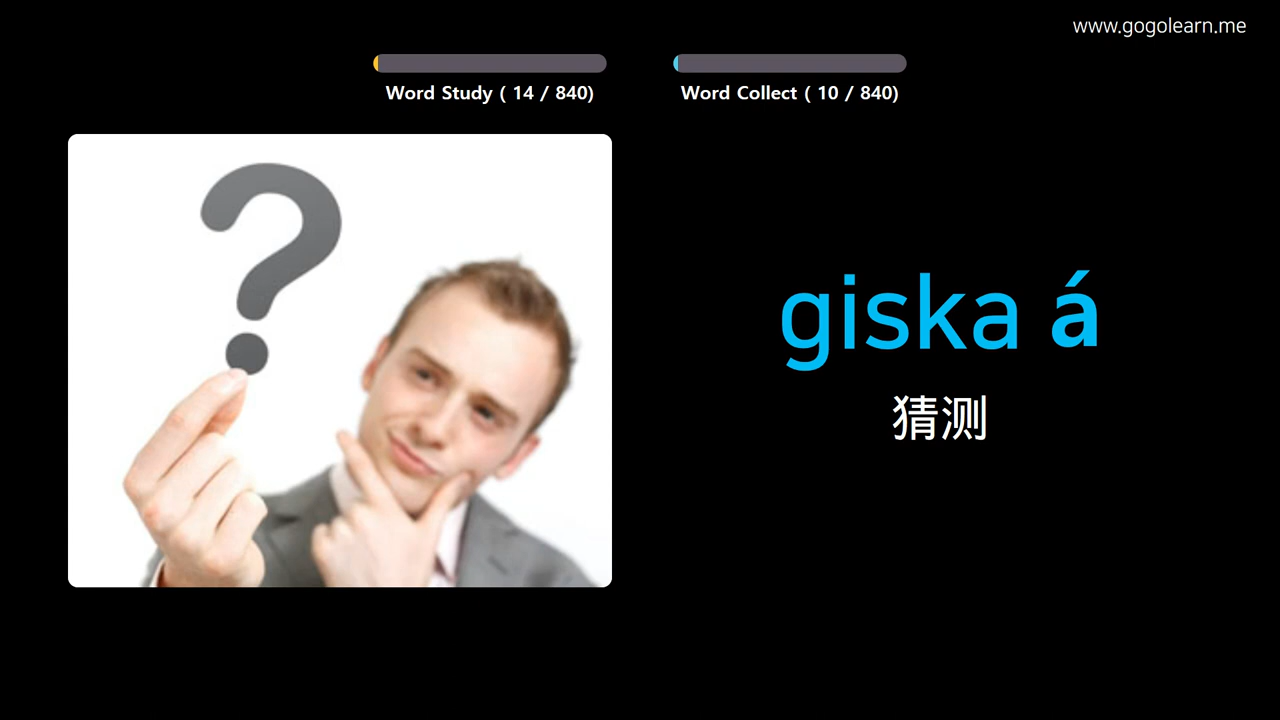 www.gogolearn.me
Word Study ( 14 / 840)
Word Collect ( 10 / 840)
?
giska á
猜测